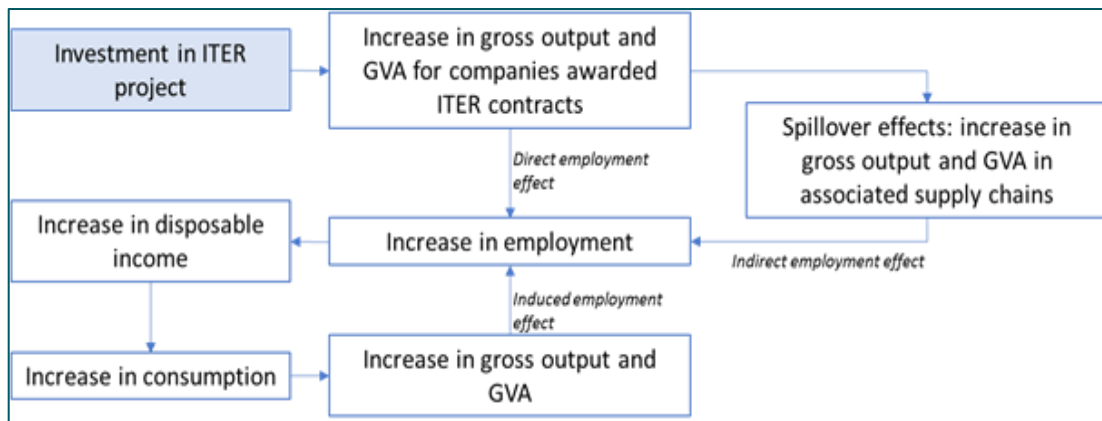 Investment in ITER
project
Increase in gross output and
GVA for companies awarded
ITER contracts
Spillover effects: increase in
gross output and GVA in
associated supply chains
Direct employment
effect
Increase in disposable
income
Increase in employment
Indirect employment effect
Induced employment
effect
Increase in consumption
Increase in gross output and
GVA